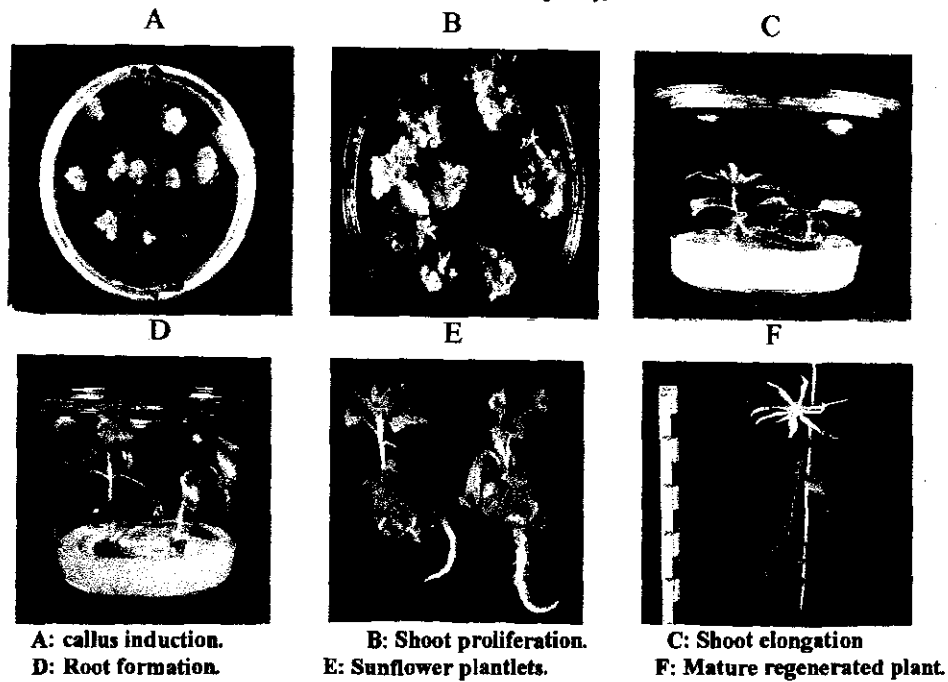 A B C
D E F
A: callus induction. B: Shoot proliferation. C: Shoot elongation
D: Root formation. E: Sunflower plantlets. F: Mature regenerated plant.